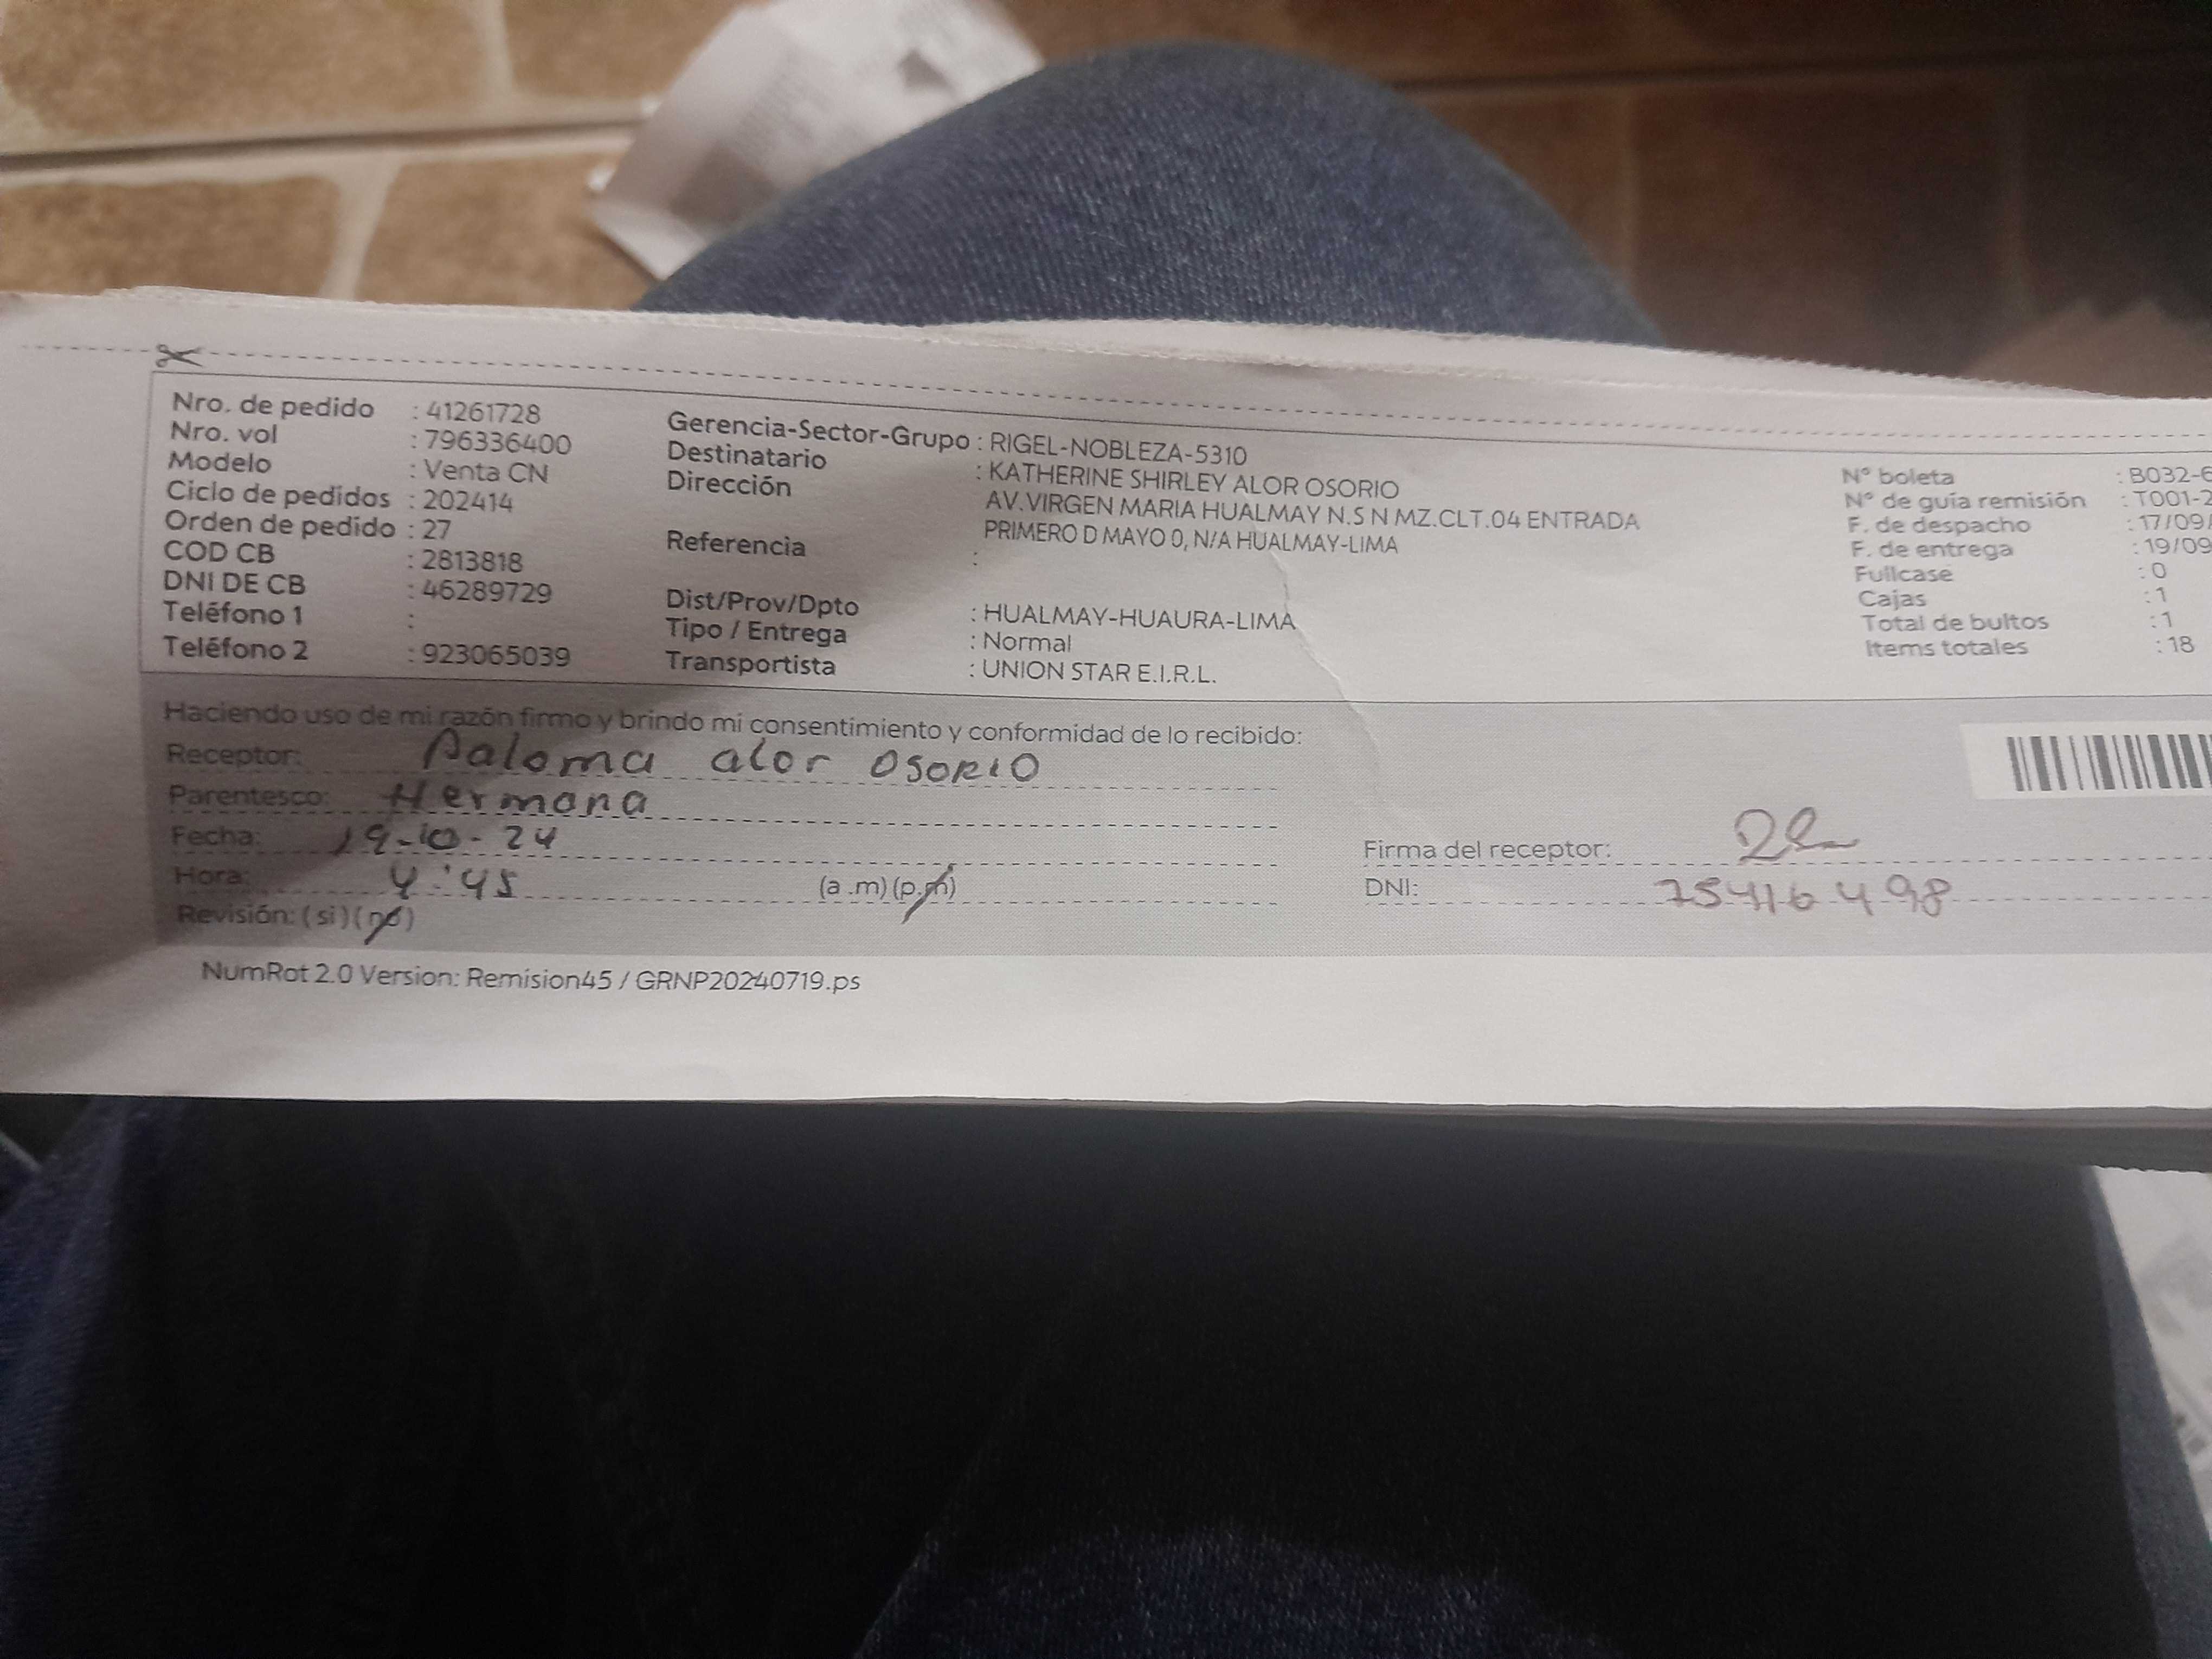 Nro. de pedido : 41261728
Nro. vol : 796336400
Modelo : Venta CN
Ciclo de pedidos : 202414
Orden de pedido : 27
COD CB : 2813818
DNI DE CB : 46289729
Teléfono 1 :
Teléfono 2 : 923065039
Gerencia-Sector-Grupo : RIGEL-NOBLEZA-5310
Destinatario : KATHERINE SHIRLEY ALOR OSORIO
Dirección AV.VIRGEN MARIA HUALMAY N.S N MZ.CLT.04 ENTRADA
PRIMERO D MAYO 0, N/A HUALMAY-LIMA
Referencia :
Dist/Prov/Dpto : HUALMAY-HUAURA-LIMA
Tipo / Entrega : Normal
Transportista : UNION STAR E.I.R.L.
N° boleta : B032-6
N° de guía remisión : T001-2
F. de despacho : 17/09/
F. de entrega : 19/09
Fullcase : 0
Cajas : 1
Total de bultos : 1
Items totales : 18
Haciendo uso de mi razón firmo y brindo mi consentimiento y conformidad de lo recibido:
Receptor: Paloma alor osorio
Parentesco: Hermana
Fecha: 19-10-24
Hora: 4:45 (a.m) (p.m)
Revisión: (si) (no)
Firma del receptor:
DNI: 75416498
NumRot 2.0 Version: Remision45 / GRNP20240719.ps